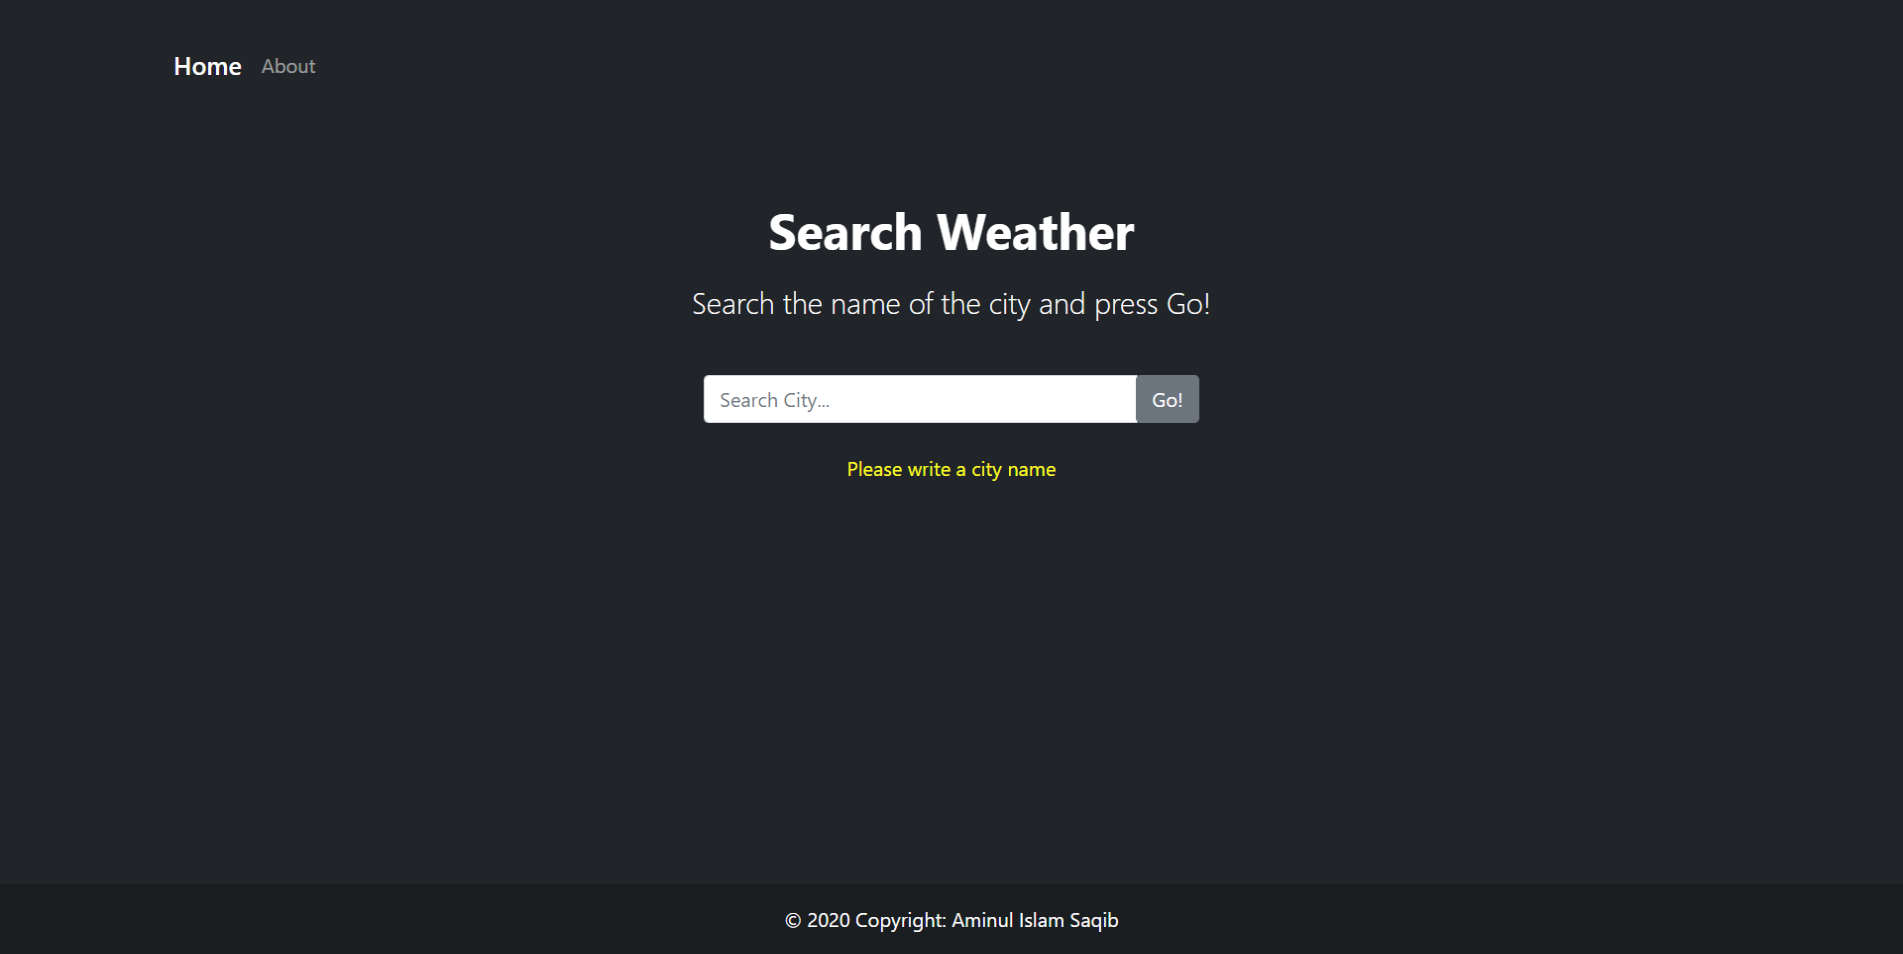 Home About
Search Weather
Search the name of the city and press Go!
Search City... Go!
Please write a city name
© 2020 Copyright: Aminul Islam Saqib